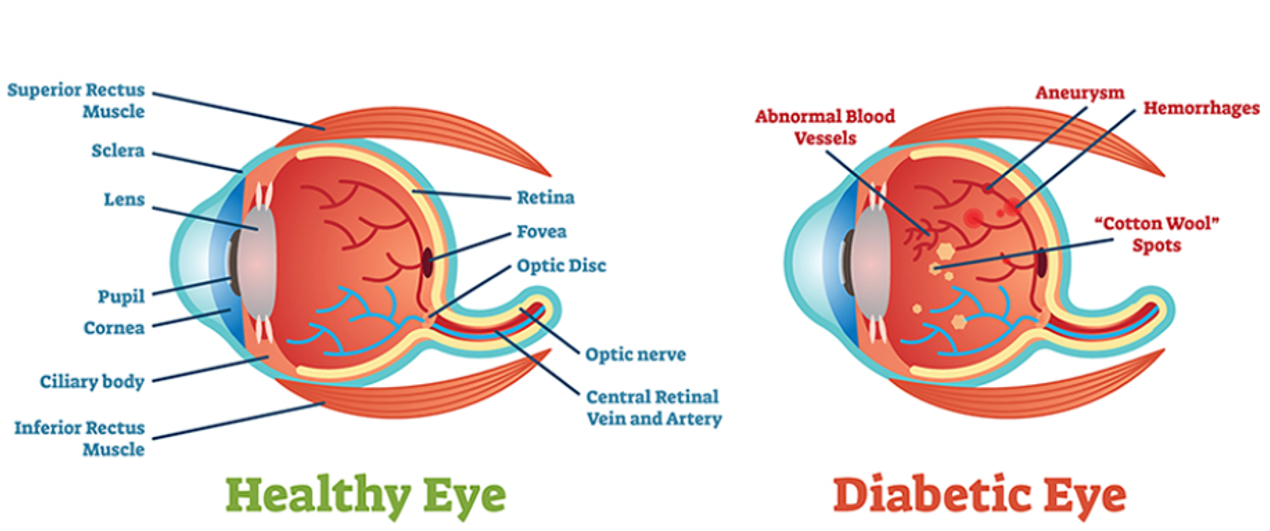 Superior Rectus
Muscle
Sclera
Lens
Pupil
Cornea
Ciliary body
Inferior Rectus
Muscle
Retina
Fovea
Optic Disc
Optic nerve
Central Retinal
Vein and Artery
Healthy Eye
Abnormal Blood
Vessels
Aneurysm
Hemorrhages
“Cotton Wool”
Spots
Diabetic Eye